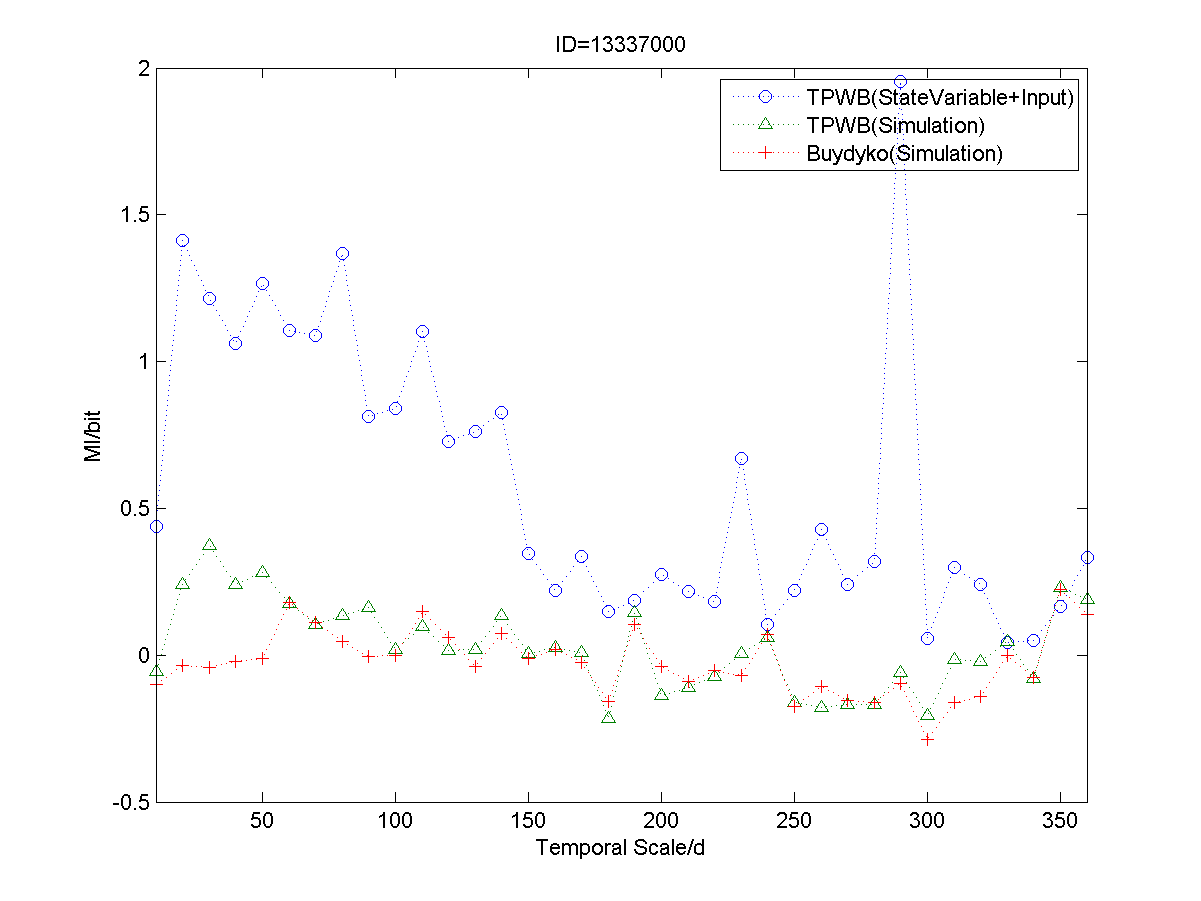 ID=13337000
TPWB(StateVariable+Input)
TPWB(Simulation)
Buydyko(Simulation)
MI/bit
2
1.5
1
0.5
0
-0.5
50 100 150 200 250 300 350
Temporal Scale/d